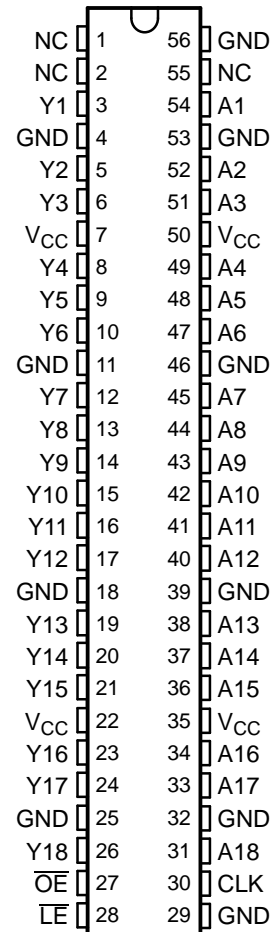 NC 1 56 GND
NC 2 55 NC
Y1 3 54 A1
GND 4 53 GND
Y2 5 52 A2
Y3 6 51 A3
VCC 7 50 VCC
Y4 8 49 A4
Y5 9 48 A5
Y6 10 47 A6
GND 11 46 GND
Y7 12 45 A7
Y8 13 44 A8
Y9 14 43 A9
Y10 15 42 A10
Y11 16 41 A11
Y12 17 40 A12
GND 18 39 GND
Y13 19 38 A13
Y14 20 37 A14
Y15 21 36 A15
VCC 22 35 VCC
Y16 23 34 A16
Y17 24 33 A17
GND 25 32 GND
Y18 26 31 A18
O̅E̅ 27 30 CLK
L̅E̅ 28 29 GND